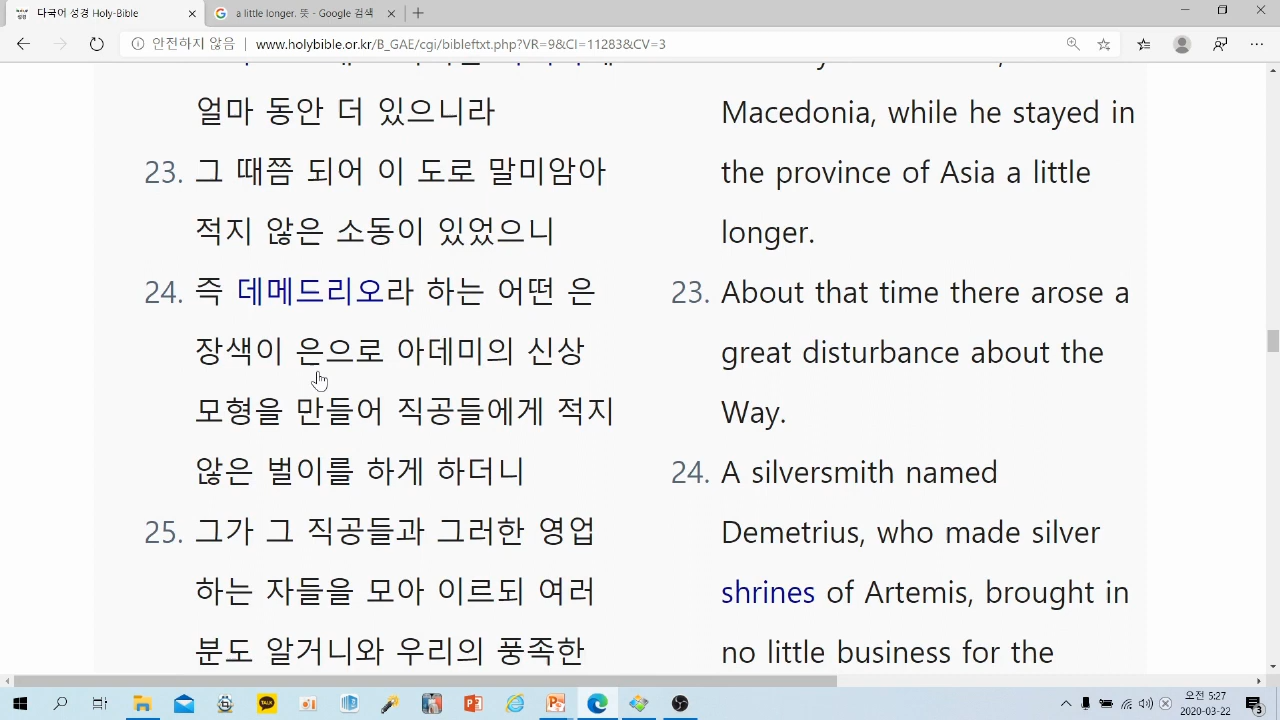 다국어 성경 Holy-Bible
a little longer. 뜻 - Google 검색
안전하지 않음
www.holybible.or.kr/B_GAE/cgi/bibleftxt.php?VR=9&CI=11283&CV=3
얼마 동안 더 있으니라
23. 그 때쯤 되어 이 도로 말미암아
적지 않은 소동이 있었으니
24. 즉 데메드리오라 하는 어떤 은
장색이 은으로 아데미의 신상
모형을 만들어 직공들에게 적지
않은 벌이를 하게 하더니
25. 그가 그 직공들과 그러한 영업
하는 자들을 모아 이르되 여러
분도 알거니와 우리의 풍족한
Macedonia, while he stayed in
the province of Asia a little
longer.
23. About that time there arose a
great disturbance about the
Way.
24. A silversmith named
Demetrius, who made silver
shrines of Artemis, brought in
no little business for the
오전 5:27
2020-03-22